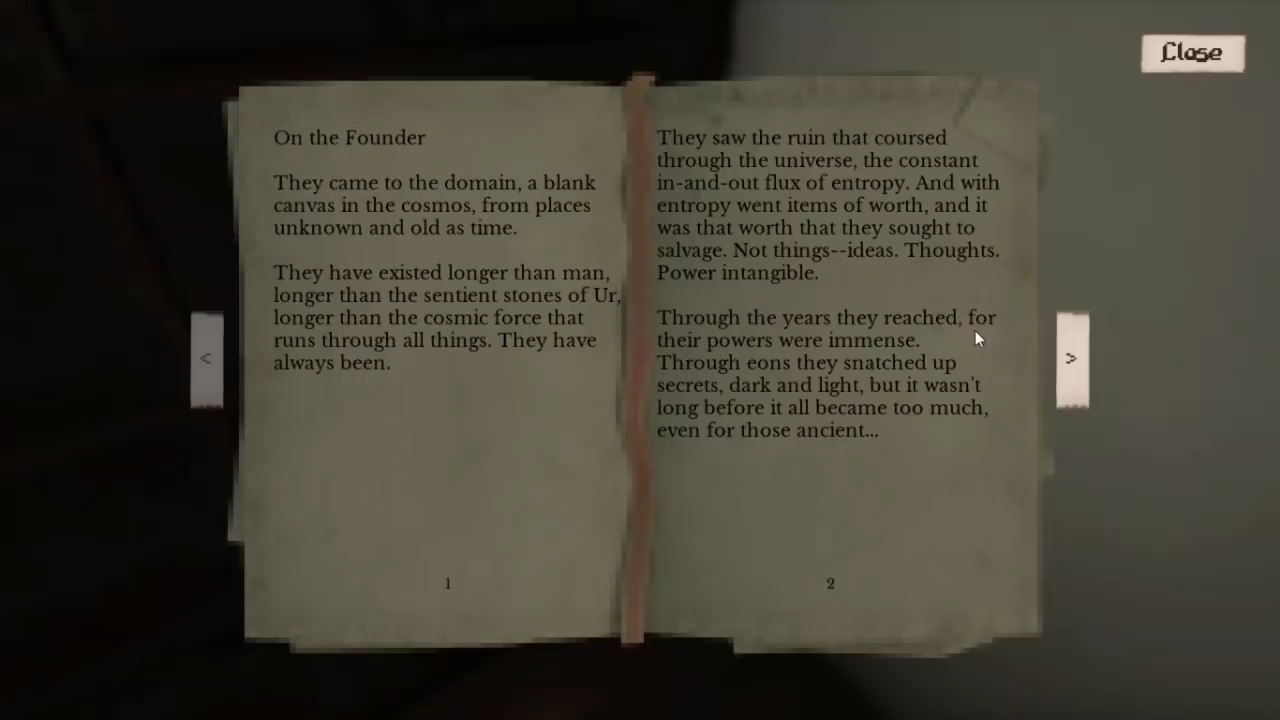 Close
On the Founder
They came to the domain, a blank
canvas in the cosmos, from places
unknown and old as time.
They have existed longer than man,
longer than the sentient stones of Ur,
longer than the cosmic force that
runs through all things. They have
always been.
1
They saw the ruin that coursed
through the universe, the constant
in-and-out flux of entropy. And with
entropy went items of worth, and it
was that worth that they sought to
salvage. Not things--ideas. Thoughts.
Power intangible.
Through the years they reached, for
their powers were immense.
Through eons they snatched up
secrets, dark and light, but it wasn't
long before it all became too much,
even for those ancient...
2
<
>